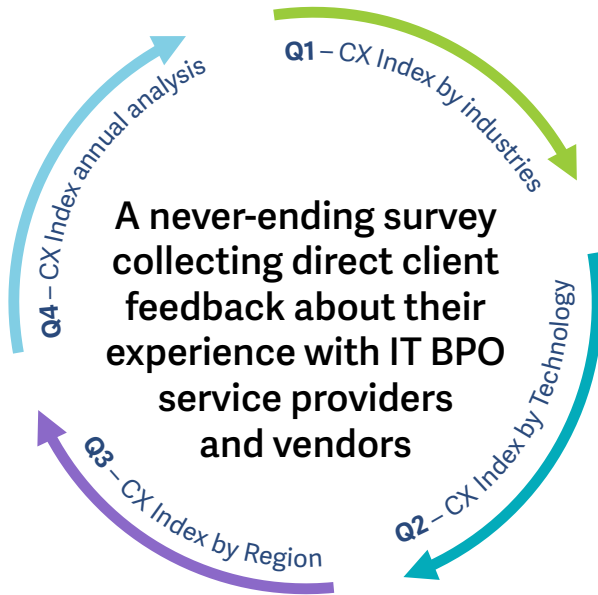 Q1 – CX Index by industries
A never-ending survey
collecting direct client
feedback about their
experience with IT BPO
service providers
and vendors
Q2 – CX Index by Technology
Q3 – CX Index by Region
Q4 – CX Index annual analysis